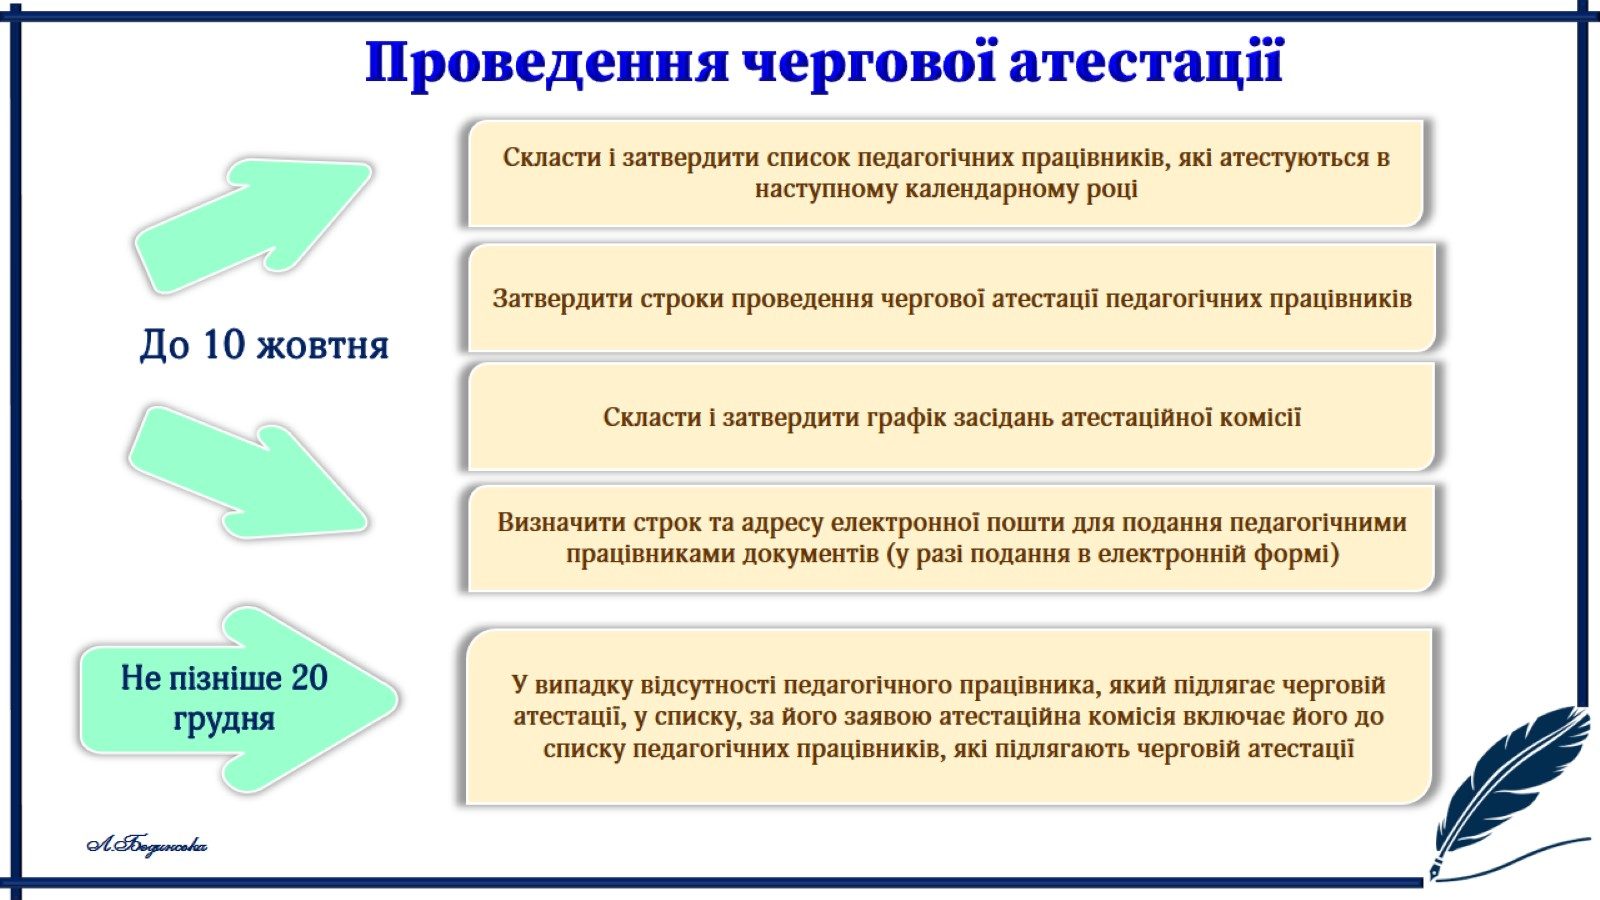 Проведення чергової атестації
Скласти і затвердити список педагогічних працівників, які атестуються в
наступному календарному році
Затвердити строки проведення чергової атестації педагогічних працівників
До 10 жовтня
Скласти і затвердити графік засідань атестаційної комісії
Визначити строк та адресу електронної пошти для подання педагогічними
працівниками документів (у разі подання в електронній формі)
Не пізніше 20
грудня
У випадку відсутності педагогічного працівника, який підлягає черговій
атестації, у списку, за його заявою атестаційна комісія включає його до
списку педагогічних працівників, які підлягають черговій атестації
Л.Бединська